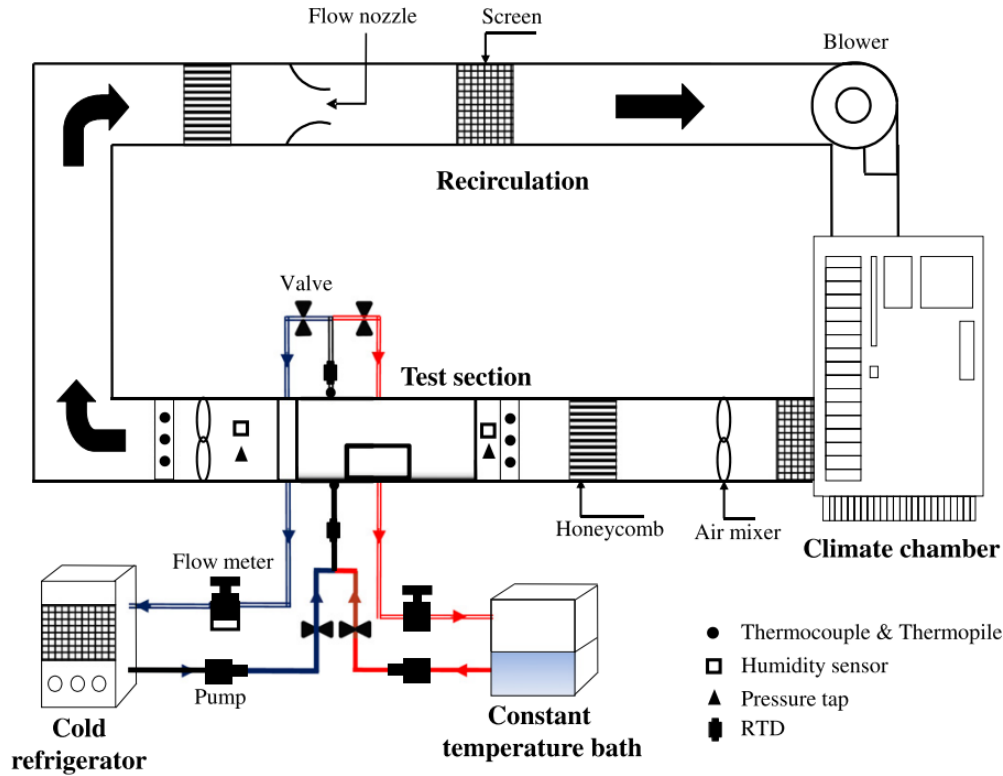 Flow nozzle
Screen
Blower
Recirculation
Valve
Test section
Honeycomb
Air mixer
Climate chamber
Flow meter
Pump
Cold
refrigerator
Constant
temperature bath
Thermocouple & Thermopile
Humidity sensor
Pressure tap
RTD